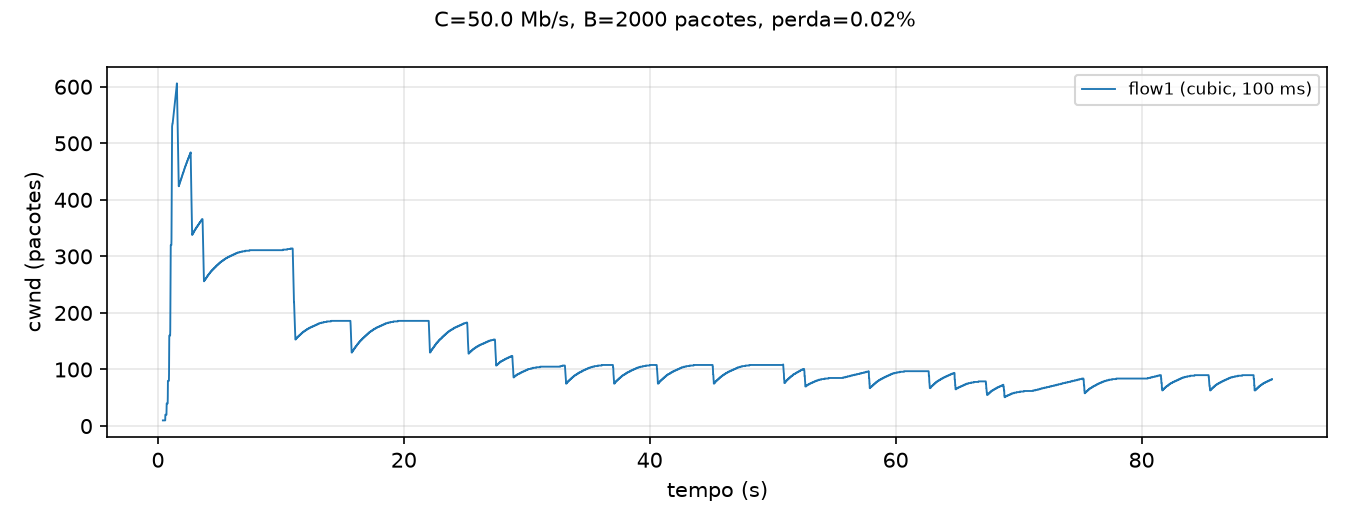 C=50.0 Mb/s, B=2000 pacotes, perda=0.02%
flow1 (cubic, 100 ms)
cwnd (pacotes)
600
500
400
300
200
100
0
0 20 40 60 80
tempo (s)